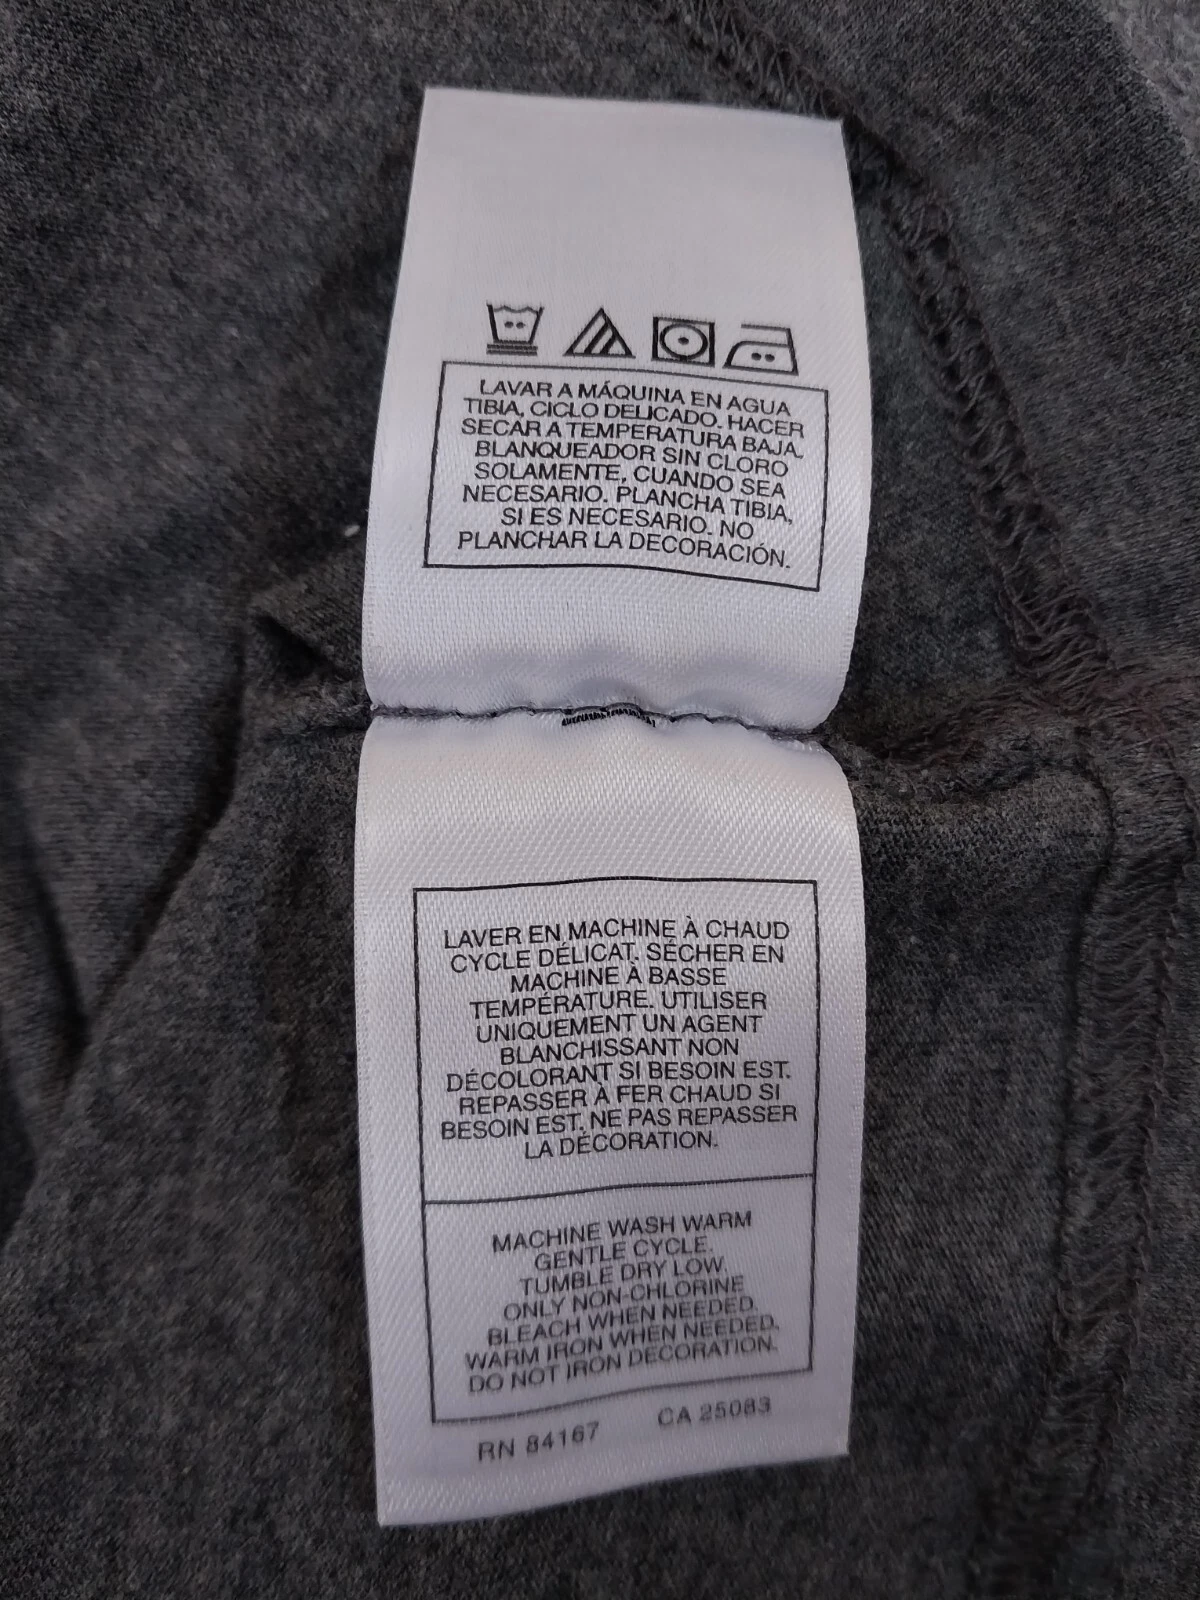 LAVAR A MÁQUINA EN AGUA
TIBIA, CICLO DELICADO. HACER
SECAR A TEMPERATURA BAJA.
BLANQUEADOR SIN CLORO
SOLAMENTE, CUANDO SEA
NECESARIO. PLANCHA TIBIA,
SI ES NECESARIO. NO
PLANCHAR LA DECORACIÓN.
LAVER EN MACHINE À CHAUD
CYCLE DÉLICAT. SÉCHER EN
MACHINE À BASSE
TEMPÉRATURE. UTILISER
UNIQUEMENT UN AGENT
BLANCHISSANT NON
DÉCOLORANT SI BESOIN EST.
REPASSER À FER CHAUD SI
BESOIN EST. NE PAS REPASSER
LA DÉCORATION.
MACHINE WASH WARM
GENTLE CYCLE.
TUMBLE DRY LOW.
ONLY NON-CHLORINE
BLEACH WHEN NEEDED.
WARM IRON WHEN NEEDED.
DO NOT IRON DECORATION.
RN 84167 CA 25083